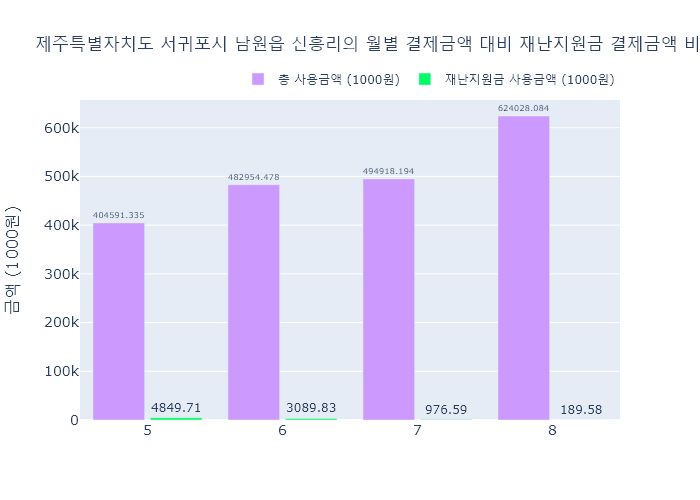 제주특별자치도 서귀포시 남원읍 신흥리의 월별 결제금액 대비 재난지원금 결제금액 비
총 사용금액 (1000원)
재난지원금 사용금액 (1000원)
금액 (1000원)
600k
500k
400k
300k
200k
100k
0
404591.335
4849.71
482954.478
3089.83
494918.194
976.59
624028.084
189.58
5
6
7
8